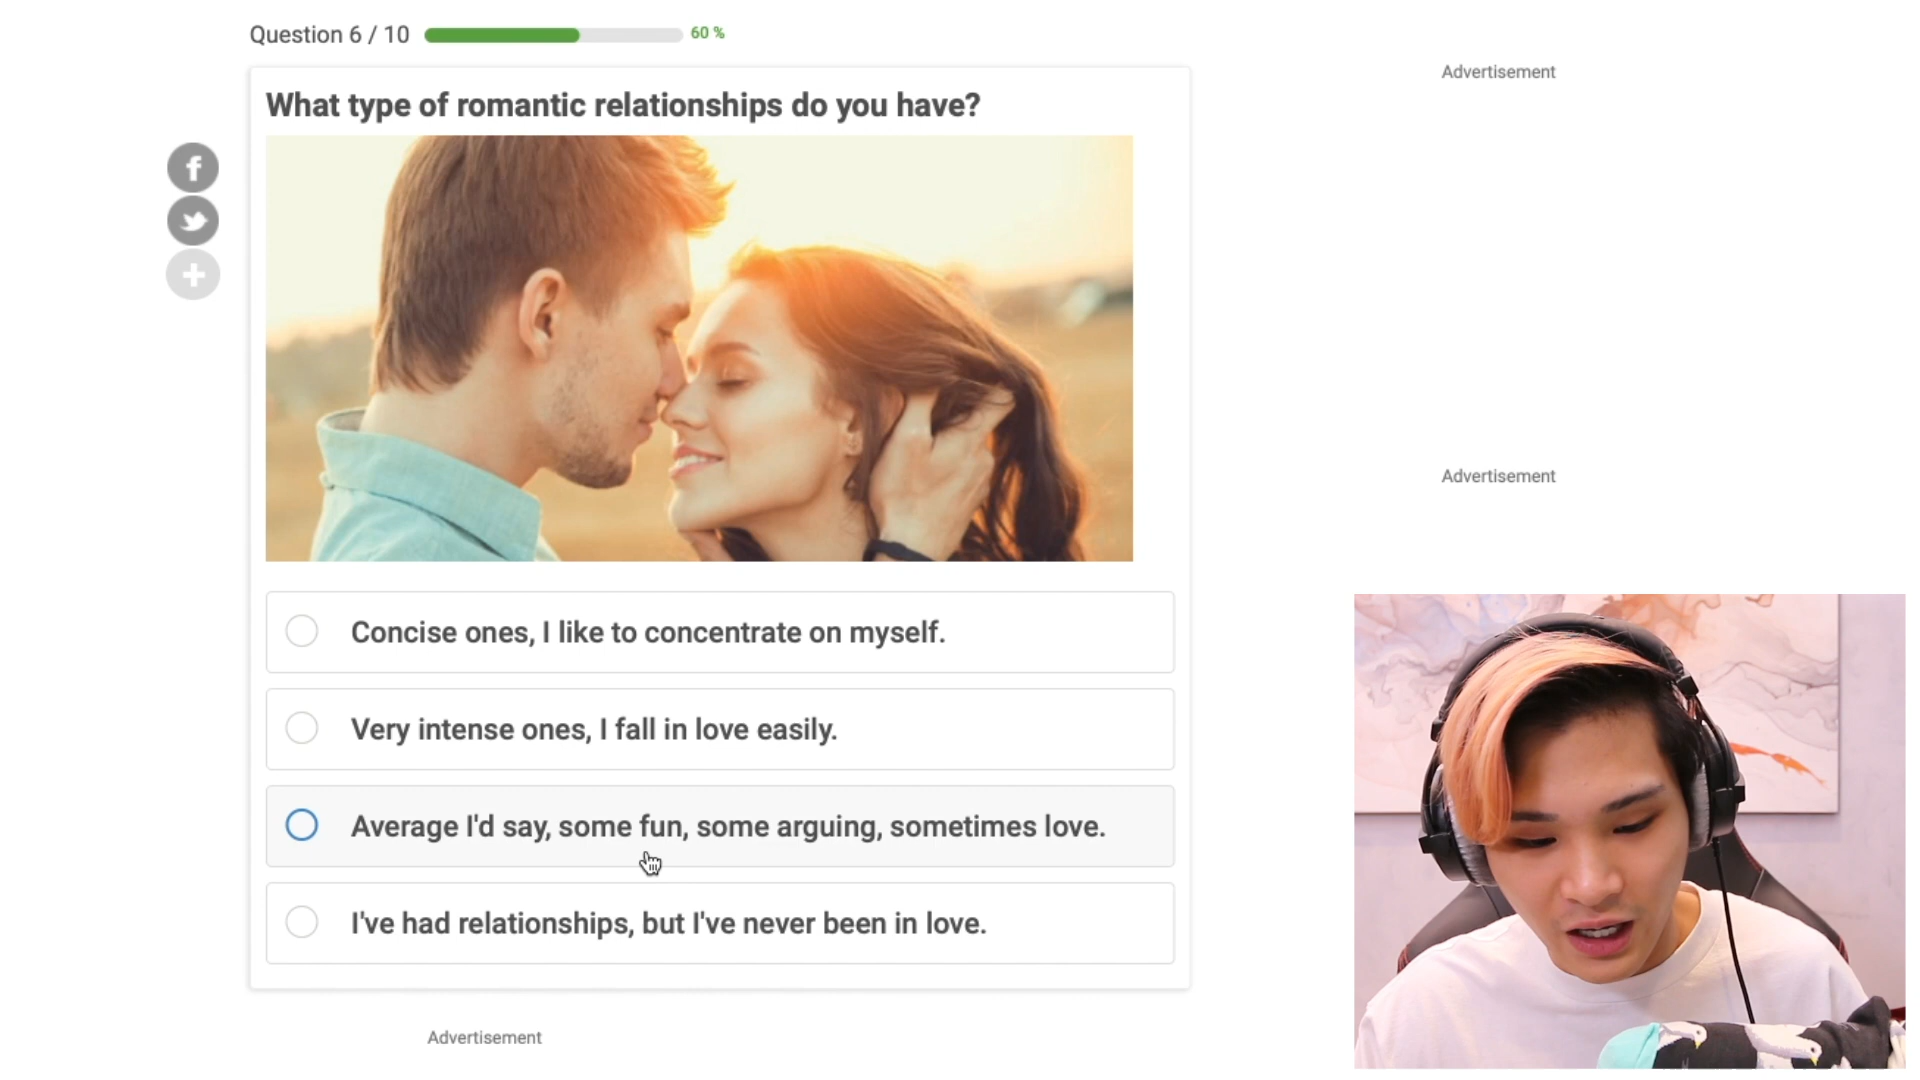 Question 6 / 10
60 %
Advertisement
What type of romantic relationships do you have?
Advertisement
Concise ones, I like to concentrate on myself.
Very intense ones, I fall in love easily.
Average I'd say, some fun, some arguing, sometimes love.
I've had relationships, but I've never been in love.
Advertisement